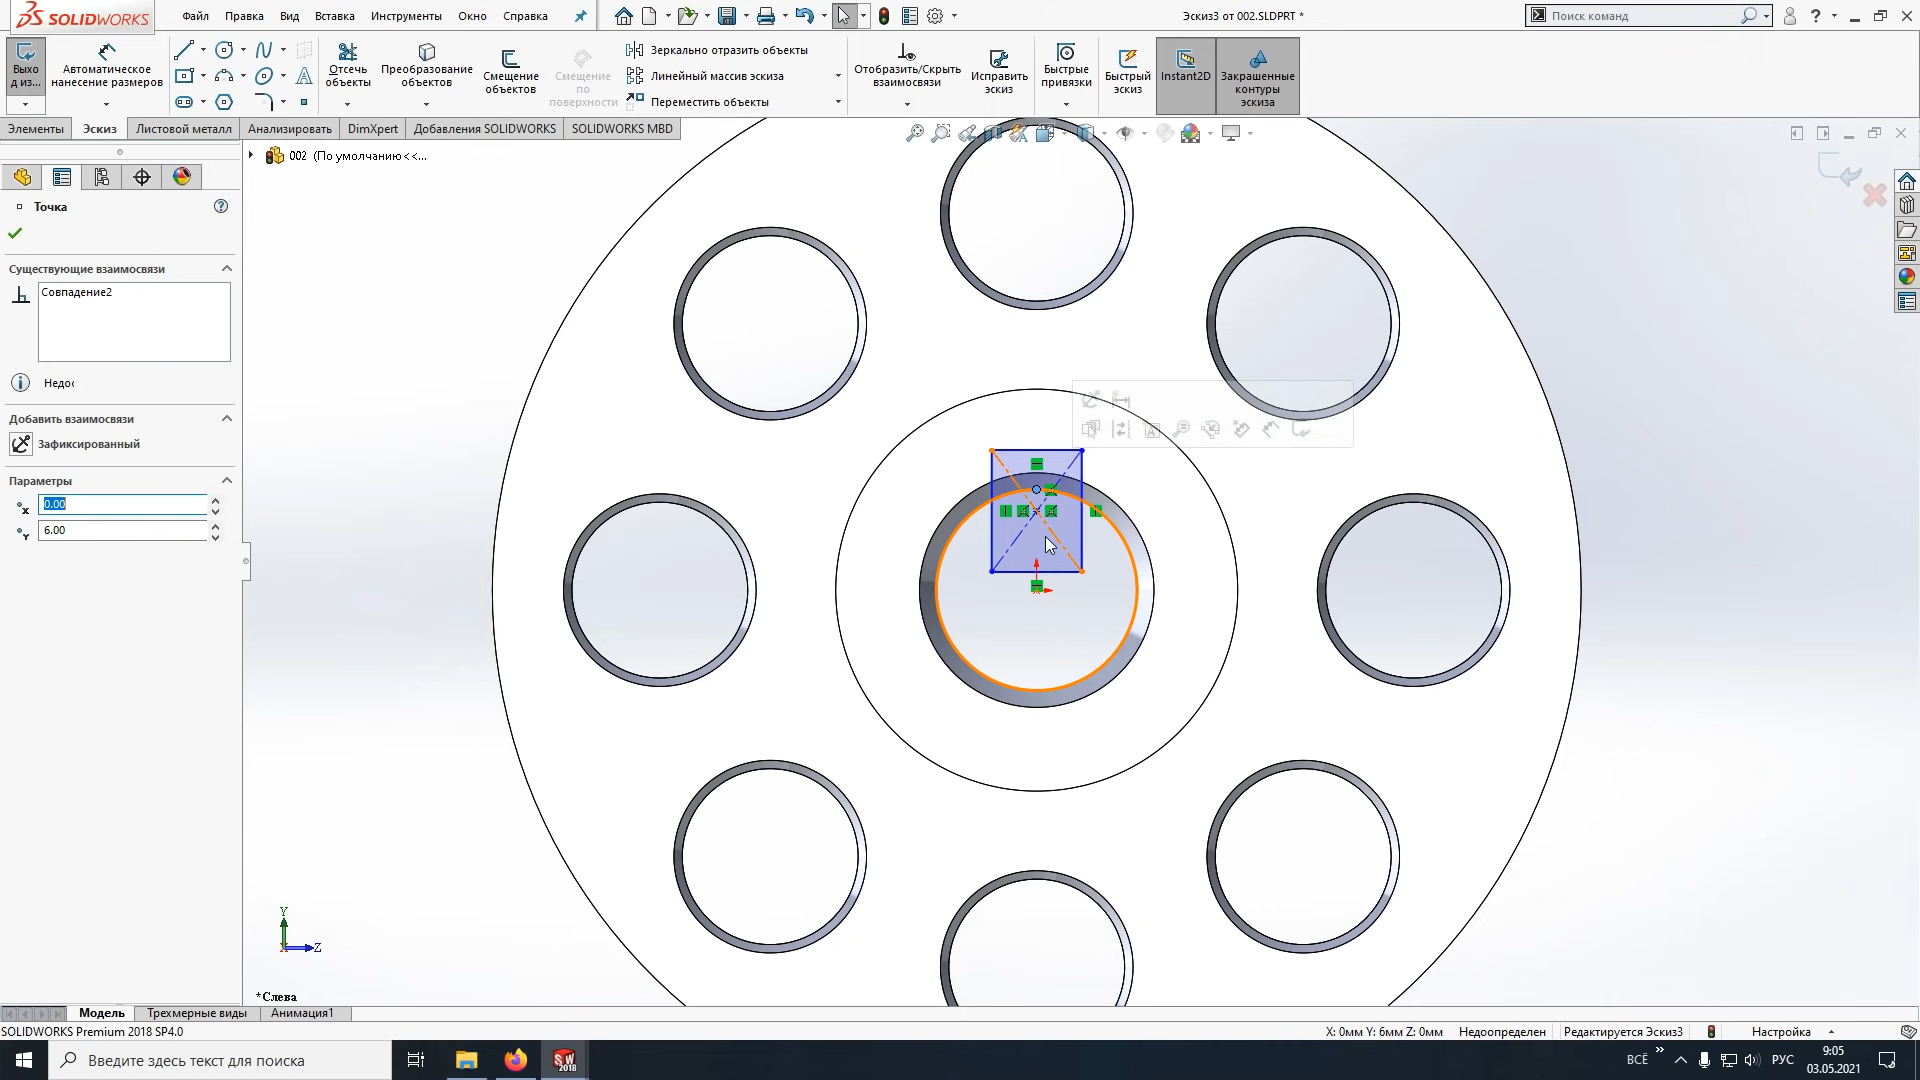 SOLIDWORKS
Файл Правка Вид Вставка Инструменты Окно Справка
Эскиз3 от 002.SLDPRT *
Поиск команд
Выхо
д из...
Автоматическое
нанесение размеров
Отсечь
объекты
Преобразование
объектов
Смещение
объектов
Смещение
по
поверхности
Зеркально отразить объекты
Линейный массив эскиза
Переместить объекты
Отобразить/Скрыть
взаимосвязи
Исправить
эскиз
Быстрые
привязки
Быстрый
эскиз
Instant2D
Закрашенные
контуры
эскиза
Элементы Эскиз Листовой металл Анализировать DimXpert Добавления SOLIDWORKS SOLIDWORKS MBD
002 (По умолчанию<<...
Точка
Существующие взаимосвязи
Совпадение2
Недос
Добавить взаимосвязи
Зафиксированный
Параметры
x 0.00
Y 6.00
Y
Z
*Слева
Модель Трехмерные виды Анимация1
SOLIDWORKS Premium 2018 SP4.0
X: 0мм Y: 6мм Z: 0мм Недоопределен Редактируется Эскиз3 Настройка
Введите здесь текст для поиска
SW
2018
ВСЁ
РУС
9:05
03.05.2021